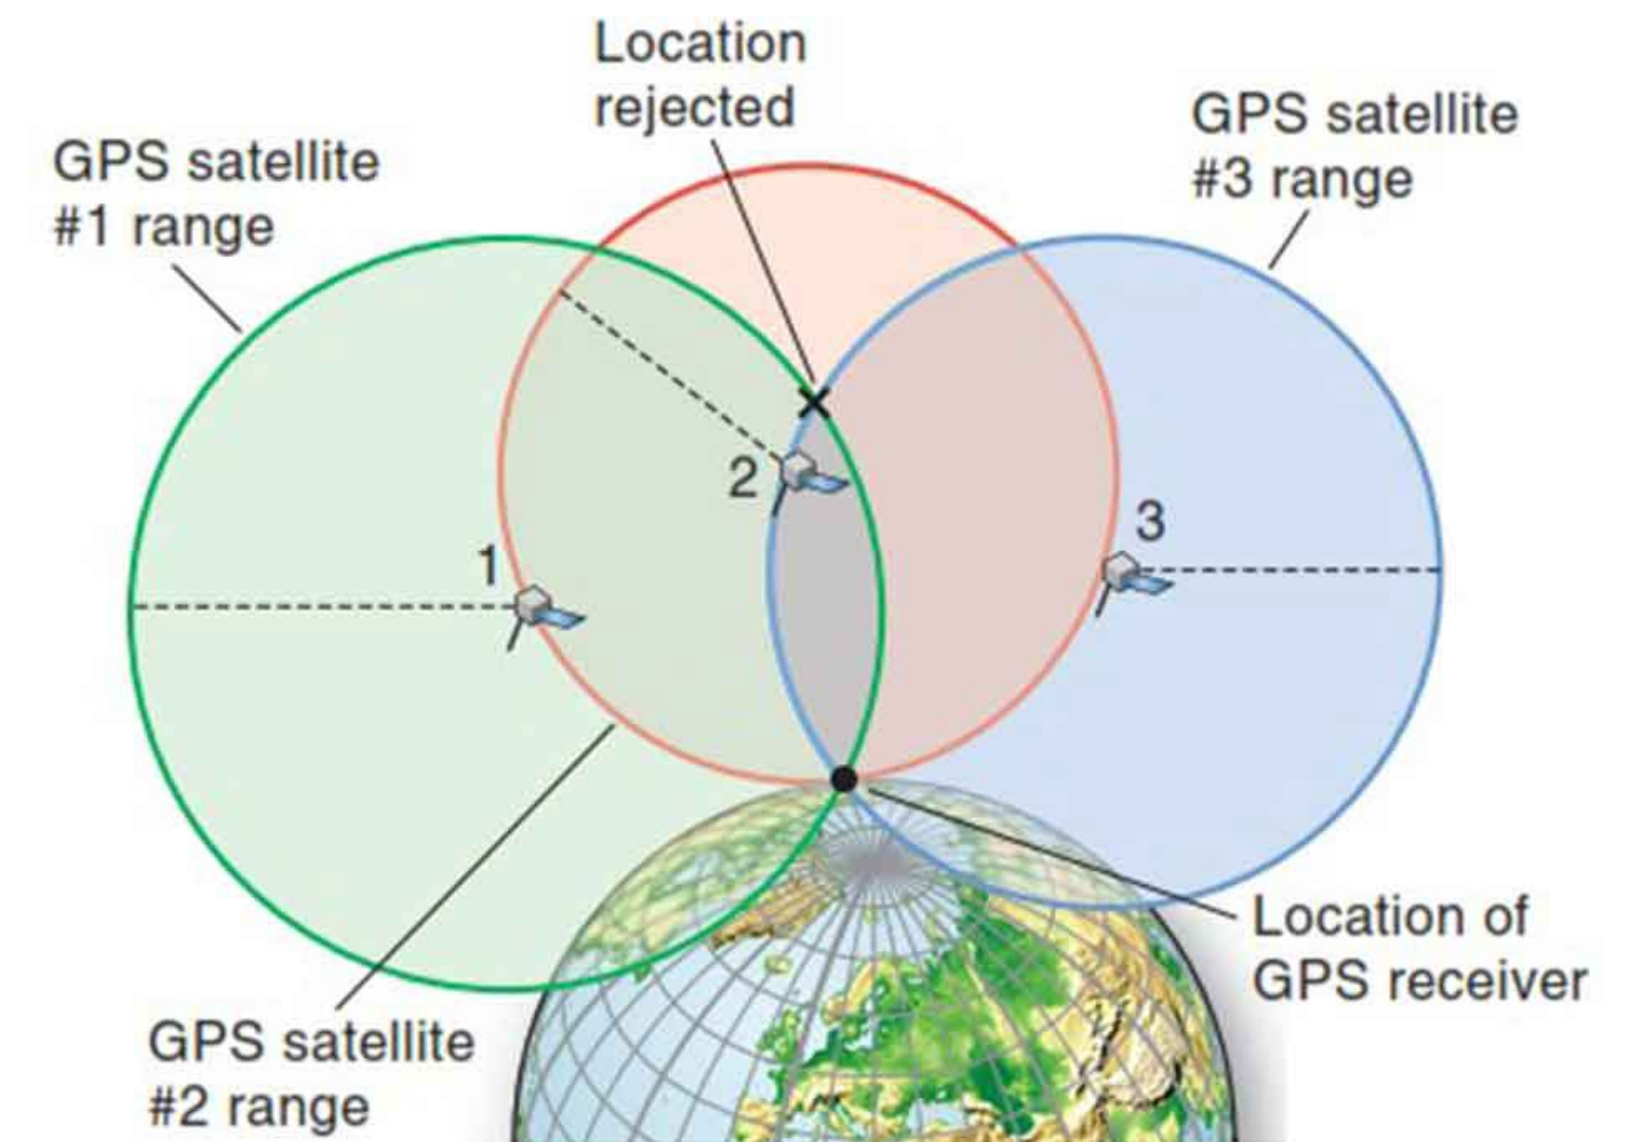 Location
rejected
GPS satellite
#3 range
GPS satellite
#1 range
2
3
1
Location of
GPS receiver
GPS satellite
#2 range